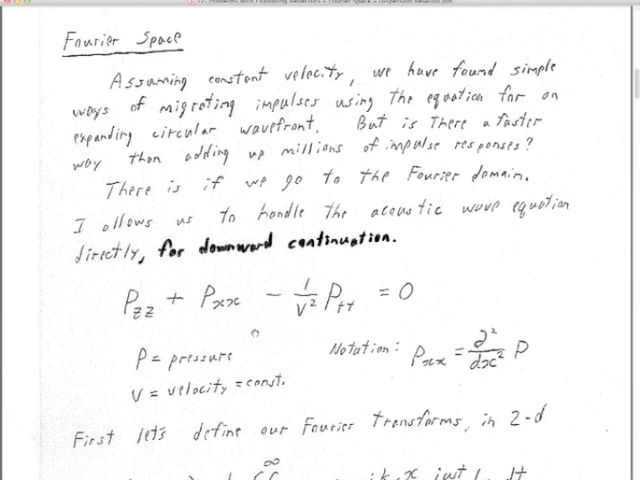 Fourier Space
Assuming constant velocity, we have found simple
ways of migrating impulses using the equation for an
expanding circular wavefront. But is there a faster
way than adding up millions of impulse responses?
There is if we go to the Fourier domain.
I allows us to handle the acoustic wave equation
directly, for downward continuation.
P_zz + P_xx - 1/V² P_tt = 0
P = pressure
Notation: P_xx = ∂²/dx² P
V = velocity = const.
First let's define our Fourier Transforms, in 2-d